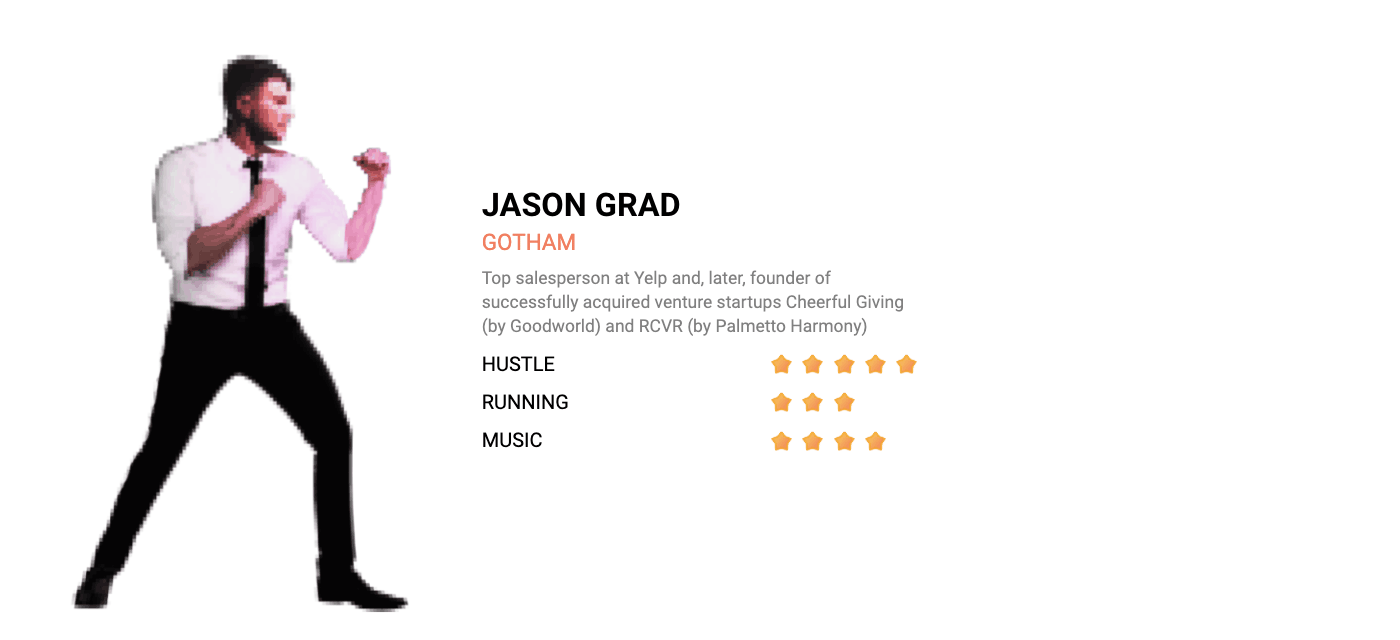 JASON GRAD
GOTHAM
Top salesperson at Yelp and, later, founder of
successfully acquired venture startups Cheerful Giving
(by Goodworld) and RCVR (by Palmetto Harmony)
HUSTLE
RUNNING
MUSIC